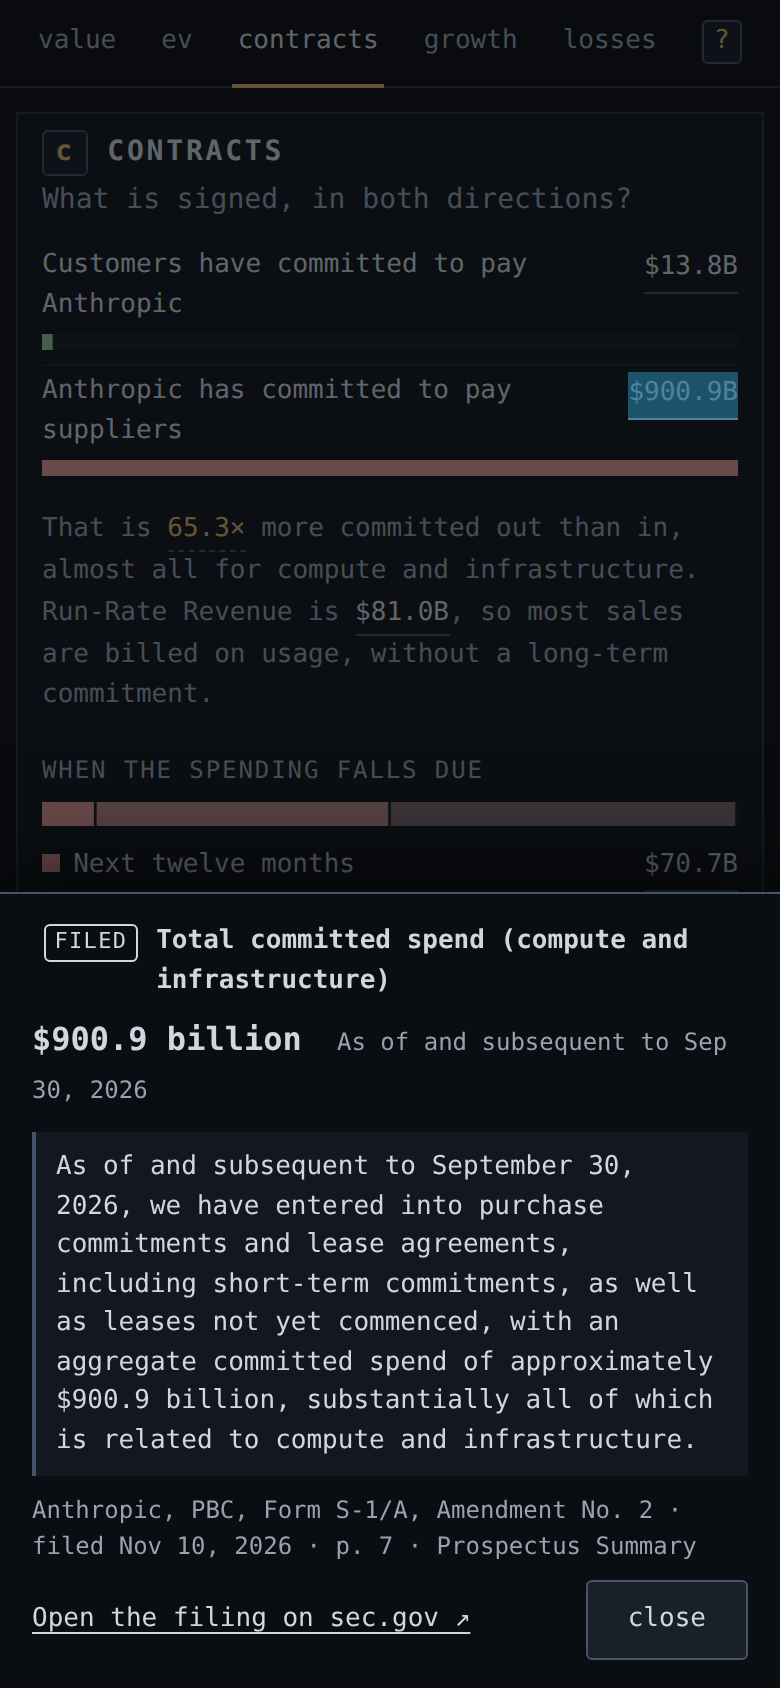 value ev contracts growth losses ?
c CONTRACTS
What is signed, in both directions?
Customers have committed to pay $13.8B
Anthropic
Anthropic has committed to pay $900.9B
suppliers
That is 65.3× more committed out than in,
almost all for compute and infrastructure.
Run-Rate Revenue is $81.0B, so most sales
are billed on usage, without a long-term
commitment.
WHEN THE SPENDING FALLS DUE
Next twelve months $70.7B
FILED Total committed spend (compute and
infrastructure)
$900.9 billion As of and subsequent to Sep
30, 2026
As of and subsequent to September 30,
2026, we have entered into purchase
commitments and lease agreements,
including short-term commitments, as well
as leases not yet commenced, with an
aggregate committed spend of approximately
$900.9 billion, substantially all of which
is related to compute and infrastructure.
Anthropic, PBC, Form S-1/A, Amendment No. 2 ·
filed Nov 10, 2026 · p. 7 · Prospectus Summary
Open the filing on sec.gov ↗ close